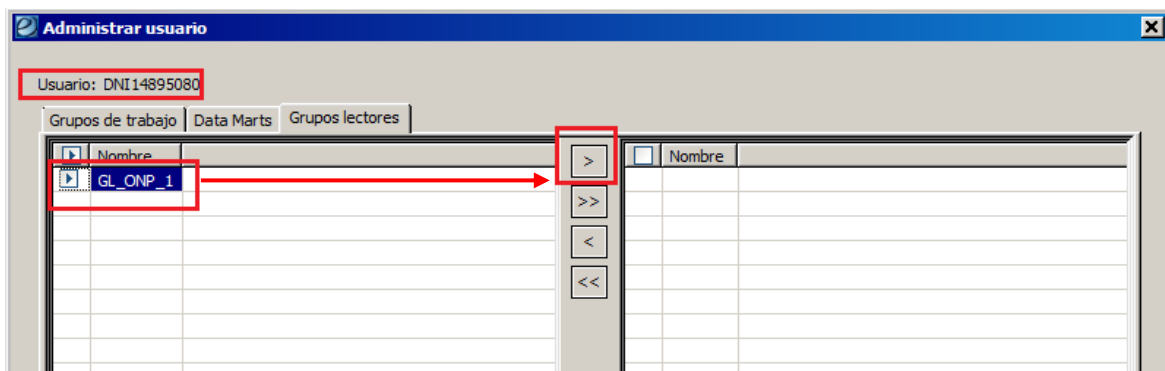 Administrar usuario
Usuario: DNI14895080
Grupos de trabajo Data Marts Grupos lectores
Nombre > Nombre
GL_ONP_1
>>
<
<<